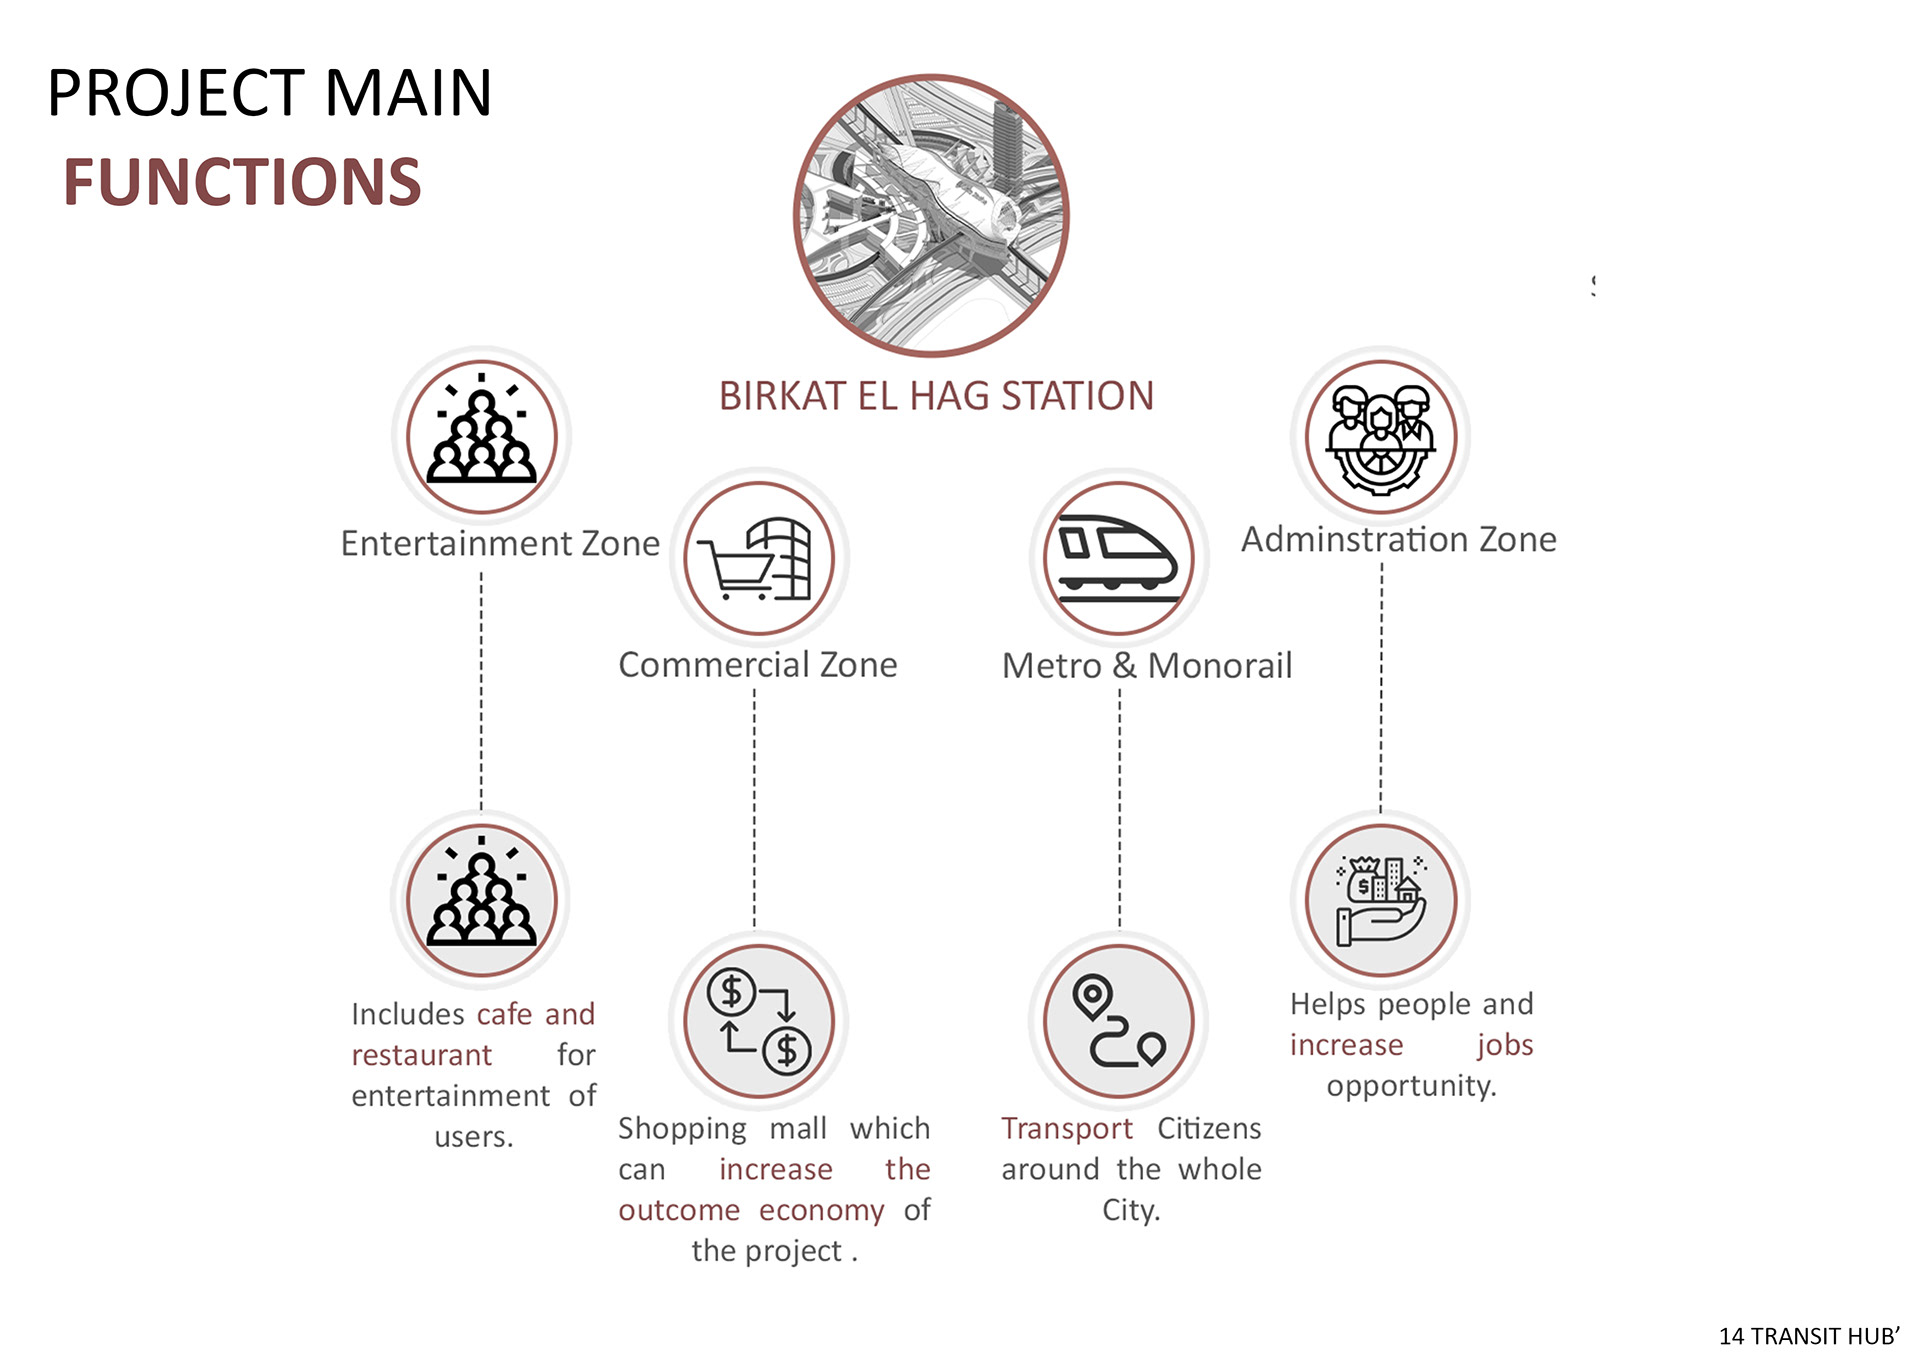 PROJECT MAIN
FUNCTIONS
BIRKAT EL HAG STATION
Entertainment Zone
Commercial Zone
Metro & Monorail
Adminstration Zone
Includes cafe and
restaurant for
entertainment of
users.
Shopping mall which
can increase the
outcome economy of
the project .
Transport Citizens
around the whole
City.
Helps people and
increase jobs
opportunity.
14 TRANSIT HUB’